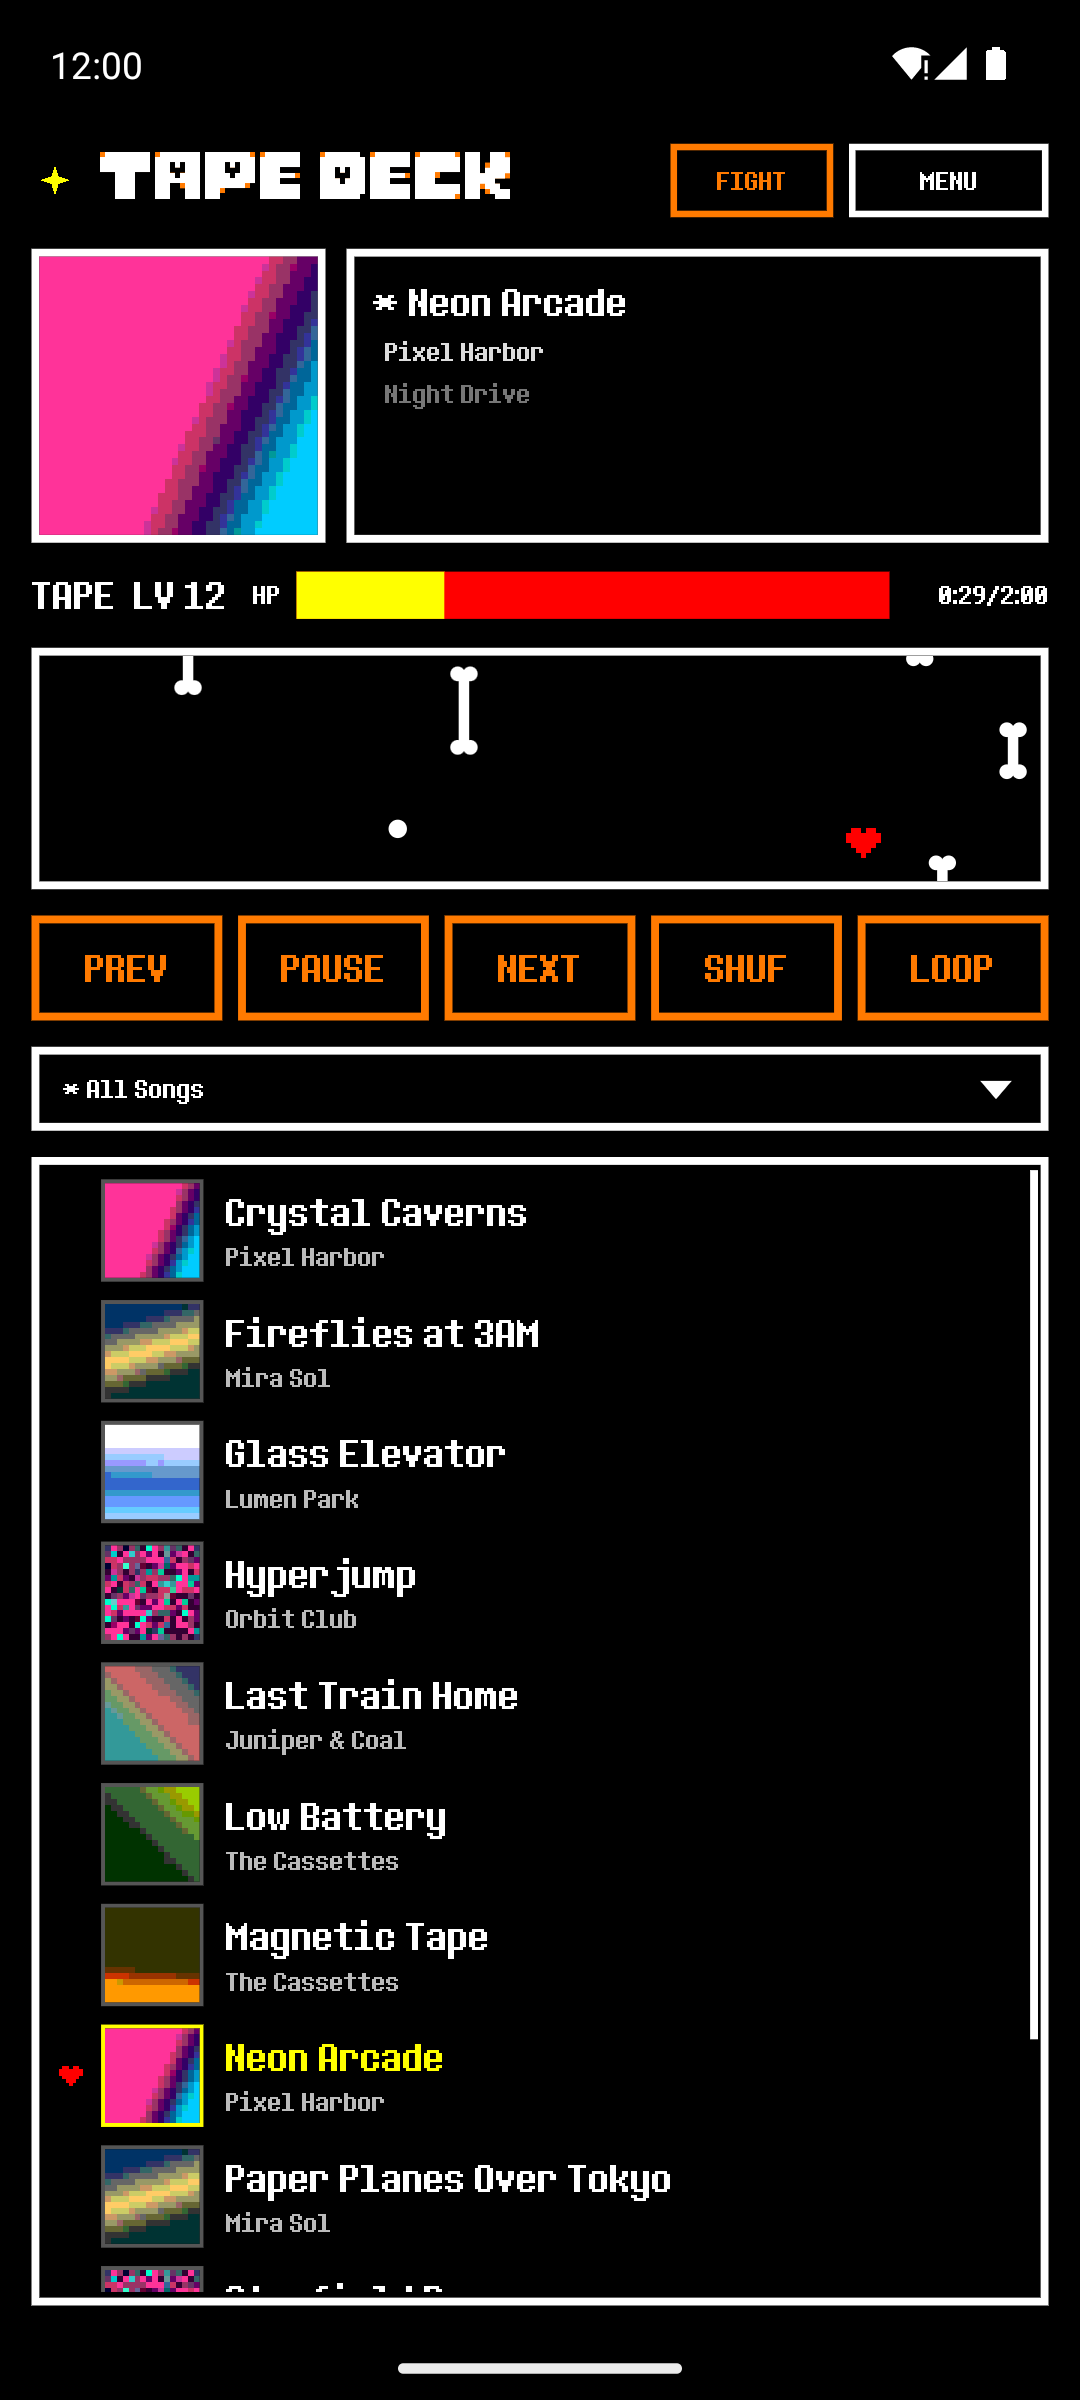 12:00
TAPE DECK
FIGHT
MENU
* Neon Arcade
Pixel Harbor
Night Drive
TAPE LV 12 HP 0:29/2:00
PREV
PAUSE
NEXT
SHUF
LOOP
* All Songs
Crystal Caverns
Pixel Harbor
Fireflies at 3AM
Mira Sol
Glass Elevator
Lumen Park
Hyperjump
Orbit Club
Last Train Home
Juniper & Coal
Low Battery
The Cassettes
Magnetic Tape
The Cassettes
Neon Arcade
Pixel Harbor
Paper Planes Over Tokyo
Mira Sol